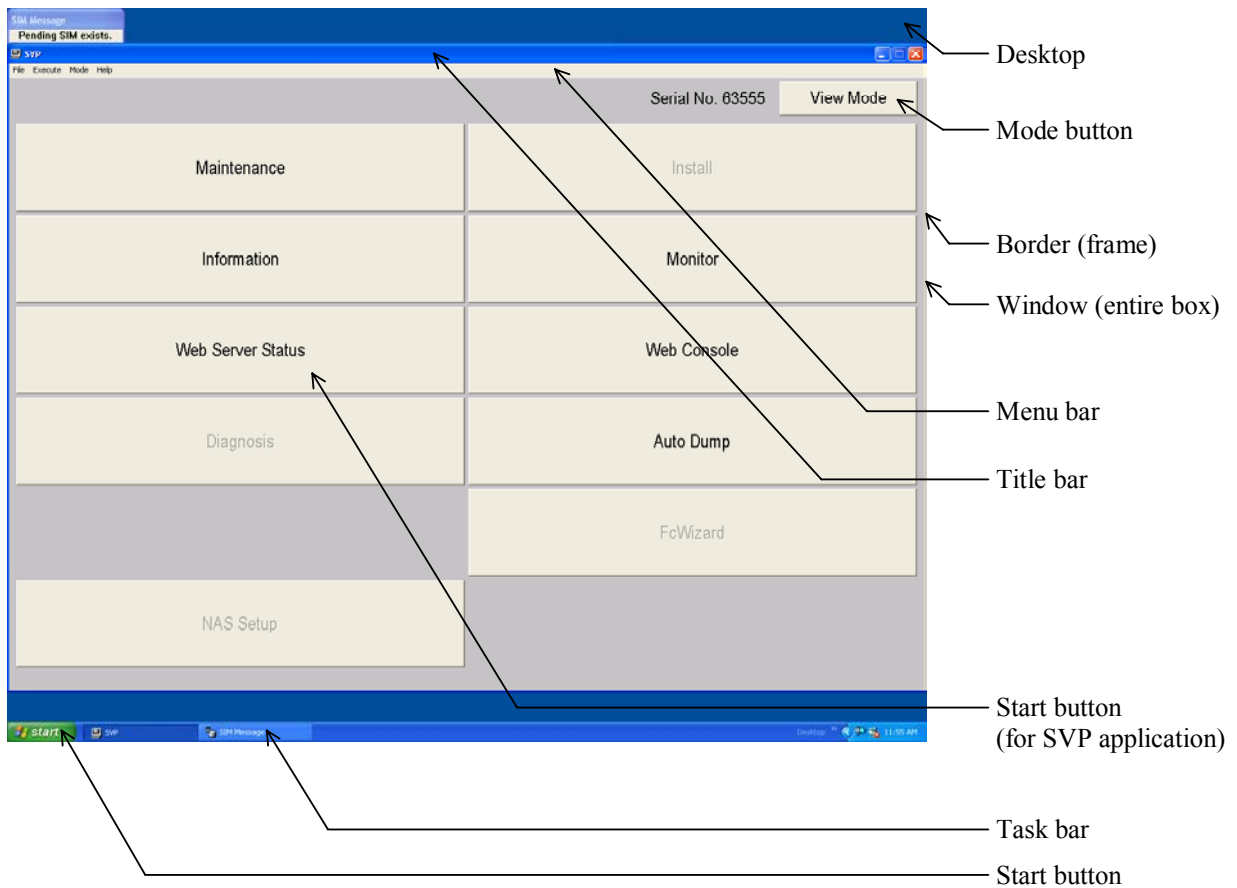 SIM Message
Pending SIM exists.
SVP
File Execute Mode Help
Serial No. 63555
View Mode
Maintenance
Install
Information
Monitor
Web Server Status
Web Console
Diagnosis
Auto Dump
FcWizard
NAS Setup
start
SVP
SIM Message
Desktop
11:55 AM
Desktop
Mode button
Border (frame)
Window (entire box)
Menu bar
Title bar
Start button
(for SVP application)
Task bar
Start button